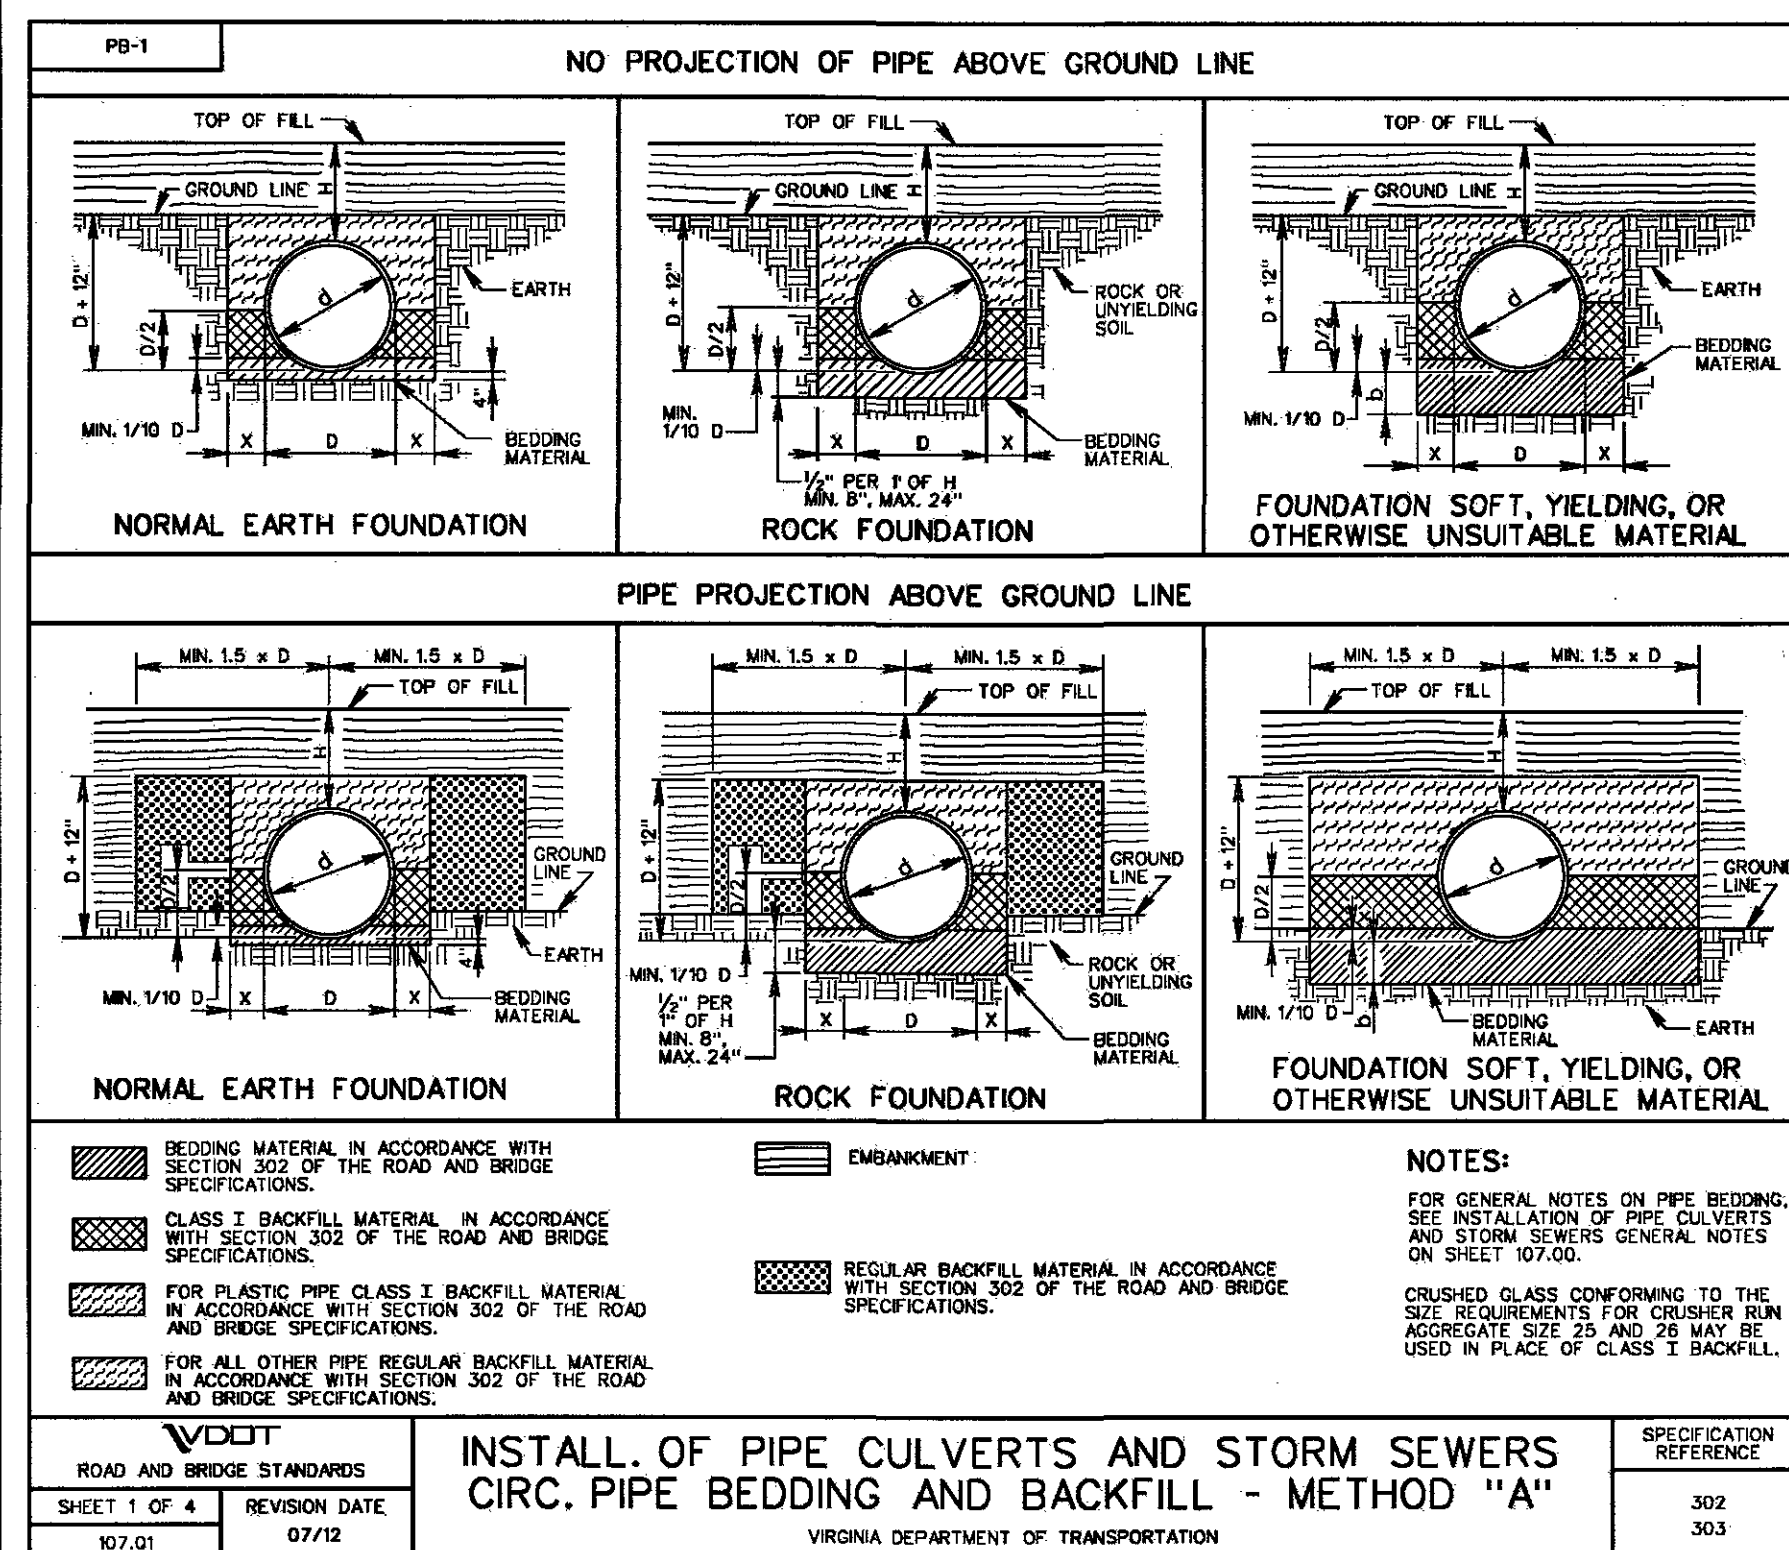 PB-1
NO PROJECTION OF PIPE ABOVE GROUND LINE
TOP OF FILL
GROUND LINE
H
D + 12"
D/2
d
EARTH
4"
MIN. 1/10 D
X
D
X
BEDDING
MATERIAL
NORMAL EARTH FOUNDATION
TOP OF FILL
GROUND LINE
H
D + 12"
D/2
d
ROCK OR
UNYIELDING
SOIL
MIN.
1/10 D
X
D
X
BEDDING
MATERIAL
1/2" PER 1' OF H
MIN. 8", MAX. 24"
ROCK FOUNDATION
TOP OF FILL
GROUND LINE
H
D + 12"
D/2
d
EARTH
BEDDING
MATERIAL
b
MIN. 1/10 D
X
D
X
FOUNDATION SOFT, YIELDING, OR
OTHERWISE UNSUITABLE MATERIAL
PIPE PROJECTION ABOVE GROUND LINE
MIN. 1.5 x D
MIN. 1.5 x D
TOP OF FILL
H
D + 12"
D/2
d
GROUND
LINE
EARTH
4"
MIN. 1/10 D
X
D
X
BEDDING
MATERIAL
NORMAL EARTH FOUNDATION
MIN. 1.5 x D
MIN. 1.5 x D
TOP OF FILL
H
D + 12"
D/2
d
GROUND
LINE
MIN. 1/10 D
ROCK OR
UNYIELDING
SOIL
1/2" PER
1" OF H
MIN. 8",
MAX. 24"
X
D
X
BEDDING
MATERIAL
ROCK FOUNDATION
MIN. 1.5 x D
MIN. 1.5 x D
TOP OF FILL
H
D + 12"
D/2
d
GROUND
LINE
MIN. 1/10 D
b
BEDDING
MATERIAL
EARTH
FOUNDATION SOFT, YIELDING, OR
OTHERWISE UNSUITABLE MATERIAL
BEDDING MATERIAL IN ACCORDANCE WITH
SECTION 302 OF THE ROAD AND BRIDGE
SPECIFICATIONS.
CLASS I BACKFILL MATERIAL IN ACCORDANCE
WITH SECTION 302 OF THE ROAD AND BRIDGE
SPECIFICATIONS.
FOR PLASTIC PIPE CLASS I BACKFILL MATERIAL
IN ACCORDANCE WITH SECTION 302 OF THE ROAD
AND BRIDGE SPECIFICATIONS.
FOR ALL OTHER PIPE REGULAR BACKFILL MATERIAL
IN ACCORDANCE WITH SECTION 302 OF THE ROAD
AND BRIDGE SPECIFICATIONS.
EMBANKMENT
REGULAR BACKFILL MATERIAL IN ACCORDANCE
WITH SECTION 302 OF THE ROAD AND BRIDGE
SPECIFICATIONS.
NOTES:
FOR GENERAL NOTES ON PIPE BEDDING,
SEE INSTALLATION OF PIPE CULVERTS
AND STORM SEWERS GENERAL NOTES
ON SHEET 107.00.
CRUSHED GLASS CONFORMING TO THE
SIZE REQUIREMENTS FOR CRUSHER RUN
AGGREGATE SIZE 25 AND 26 MAY BE
USED IN PLACE OF CLASS I BACKFILL.
VDOT
ROAD AND BRIDGE STANDARDS
SHEET 1 OF 4
REVISION DATE
107.01
07/12
INSTALL. OF PIPE CULVERTS AND STORM SEWERS
CIRC. PIPE BEDDING AND BACKFILL - METHOD "A"
VIRGINIA DEPARTMENT OF TRANSPORTATION
SPECIFICATION
REFERENCE
302
303